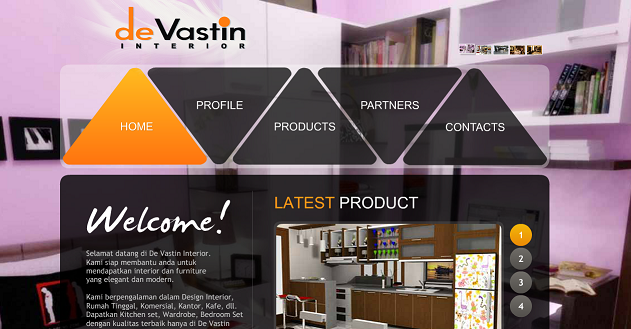 deVastin
INTERIOR
HOME
PROFILE
PRODUCTS
PARTNERS
CONTACTS
Welcome!
Selamat datang di De Vastin Interior.
Kami siap membantu anda untuk
mendapatkan interior dan furniture
yang elegant dan modern.
Kami berpengalaman dalam Design Interior,
Rumah Tinggal, Komersial, Kantor, Kafe, dll.
Dapatkan Kitchen set, Wardrobe, Bedroom Set
dengan kualitas terbaik hanya di De Vastin
LATEST PRODUCT
1
2
3
4